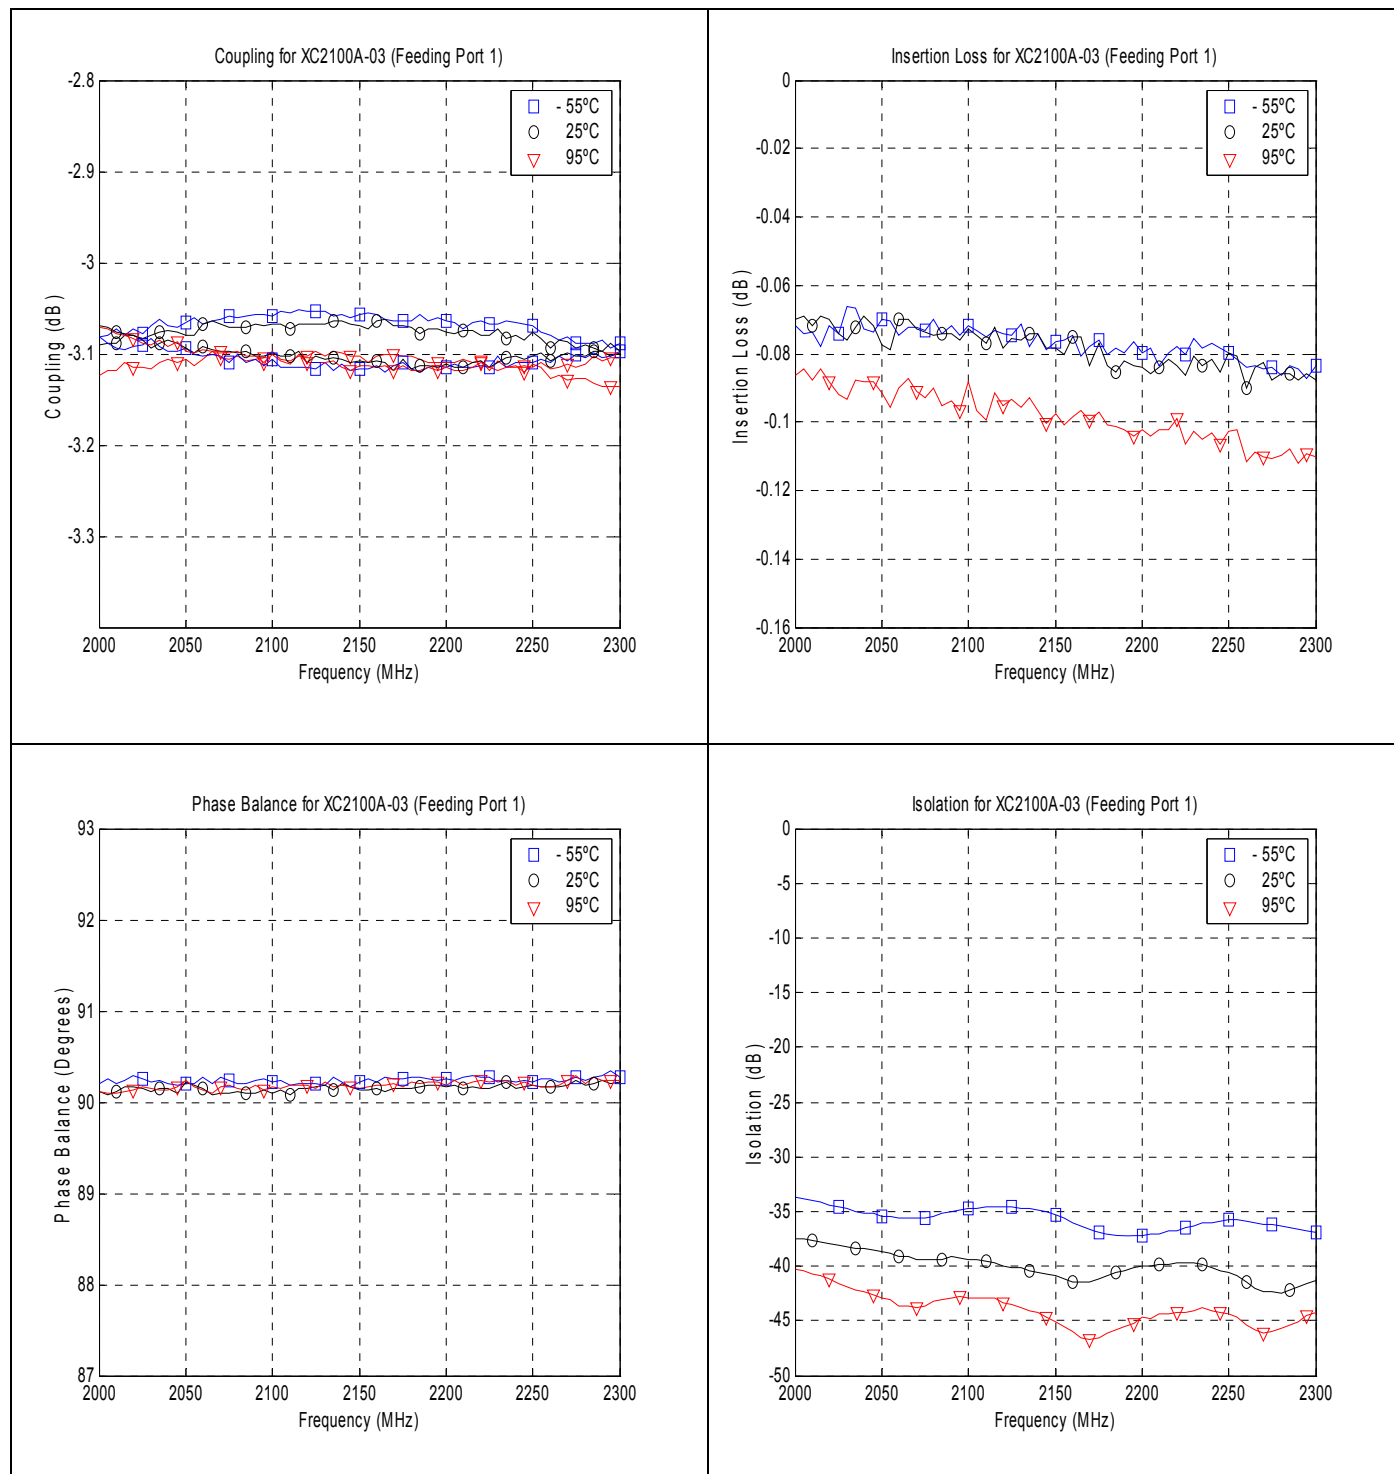 Coupling for XC2100A-03 (Feeding Port 1)
-2.8
-2.9
-3
-3.1
-3.2
-3.3
Coupling (dB)
- 55ºC
25ºC
95ºC
2000 2050 2100 2150 2200 2250 2300
Frequency (MHz)
Insertion Loss for XC2100A-03 (Feeding Port 1)
0
-0.02
-0.04
-0.06
-0.08
-0.1
-0.12
-0.14
-0.16
Insertion Loss (dB)
- 55ºC
25ºC
95ºC
2000 2050 2100 2150 2200 2250 2300
Frequency (MHz)
Phase Balance for XC2100A-03 (Feeding Port 1)
93
92
91
90
89
88
87
Phase Balance (Degrees)
- 55ºC
25ºC
95ºC
2000 2050 2100 2150 2200 2250 2300
Frequency (MHz)
Isolation for XC2100A-03 (Feeding Port 1)
0
-5
-10
-15
-20
-25
-30
-35
-40
-45
-50
Isolation (dB)
- 55ºC
25ºC
95ºC
2000 2050 2100 2150 2200 2250 2300
Frequency (MHz)